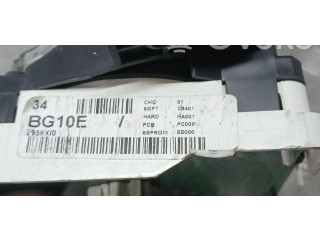 34
BG10E /
CHG 01
SOFT CB401
HARD HA001
PCB PC000
EEPROM EE000